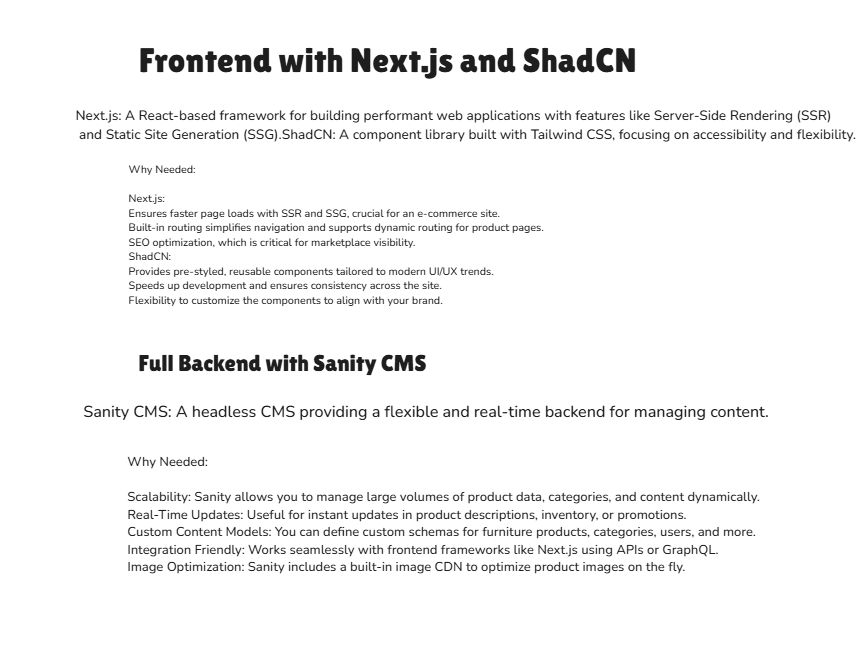 Frontend with Next.js and ShadCN
Next.js: A React-based framework for building performant web applications with features like Server-Side Rendering (SSR)
and Static Site Generation (SSG).ShadCN: A component library built with Tailwind CSS, focusing on accessibility and flexibility.
Why Needed:
Next.js:
Ensures faster page loads with SSR and SSG, crucial for an e-commerce site.
Built-in routing simplifies navigation and supports dynamic routing for product pages.
SEO optimization, which is critical for marketplace visibility.
ShadCN:
Provides pre-styled, reusable components tailored to modern UI/UX trends.
Speeds up development and ensures consistency across the site.
Flexibility to customize the components to align with your brand.
Full Backend with Sanity CMS
Sanity CMS: A headless CMS providing a flexible and real-time backend for managing content.
Why Needed:
Scalability: Sanity allows you to manage large volumes of product data, categories, and content dynamically.
Real-Time Updates: Useful for instant updates in product descriptions, inventory, or promotions.
Custom Content Models: You can define custom schemas for furniture products, categories, users, and more.
Integration Friendly: Works seamlessly with frontend frameworks like Next.js using APIs or GraphQL.
Image Optimization: Sanity includes a built-in image CDN to optimize product images on the fly.